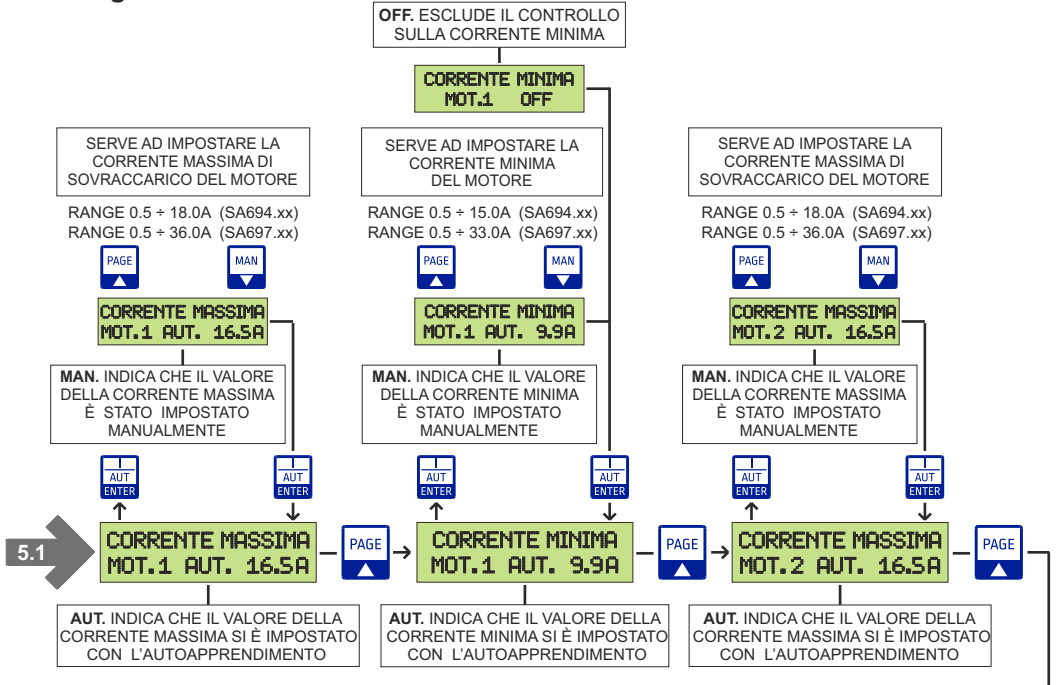 OFF. ESCLUDE IL CONTROLLO
SULLA CORRENTE MINIMA
CORRENTE MINIMA
MOT.1 OFF
SERVE AD IMPOSTARE LA
CORRENTE MASSIMA DI
SOVRACCARICO DEL MOTORE
RANGE 0.5 ÷ 18.0A (SA694.xx)
RANGE 0.5 ÷ 36.0A (SA697.xx)
PAGE
MAN
CORRENTE MASSIMA
MOT.1 AUT. 16.5A
MAN. INDICA CHE IL VALORE
DELLA CORRENTE MASSIMA
È STATO IMPOSTATO
MANUALMENTE
AUT
ENTER
AUT
ENTER
SERVE AD IMPOSTARE LA
CORRENTE MINIMA
DEL MOTORE
RANGE 0.5 ÷ 15.0A (SA694.xx)
RANGE 0.5 ÷ 33.0A (SA697.xx)
PAGE
MAN
CORRENTE MINIMA
MOT.1 AUT. 9.9A
MAN. INDICA CHE IL VALORE
DELLA CORRENTE MINIMA
È STATO IMPOSTATO
MANUALMENTE
AUT
ENTER
AUT
ENTER
SERVE AD IMPOSTARE LA
CORRENTE MASSIMA DI
SOVRACCARICO DEL MOTORE
RANGE 0.5 ÷ 18.0A (SA694.xx)
RANGE 0.5 ÷ 36.0A (SA697.xx)
PAGE
MAN
CORRENTE MASSIMA
MOT.2 AUT. 16.5A
MAN. INDICA CHE IL VALORE
DELLA CORRENTE MASSIMA
È STATO IMPOSTATO
MANUALMENTE
AUT
ENTER
AUT
ENTER
5.1
CORRENTE MASSIMA
MOT.1 AUT. 16.5A
PAGE
CORRENTE MINIMA
MOT.1 AUT. 9.9A
PAGE
CORRENTE MASSIMA
MOT.2 AUT. 16.5A
PAGE
AUT. INDICA CHE IL VALORE DELLA
CORRENTE MASSIMA SI È IMPOSTATO
CON L'AUTOAPPRENDIMENTO
AUT. INDICA CHE IL VALORE DELLA
CORRENTE MINIMA SI È IMPOSTATO
CON L'AUTOAPPRENDIMENTO
AUT. INDICA CHE IL VALORE DELLA
CORRENTE MASSIMA SI È IMPOSTATO
CON L'AUTOAPPRENDIMENTO